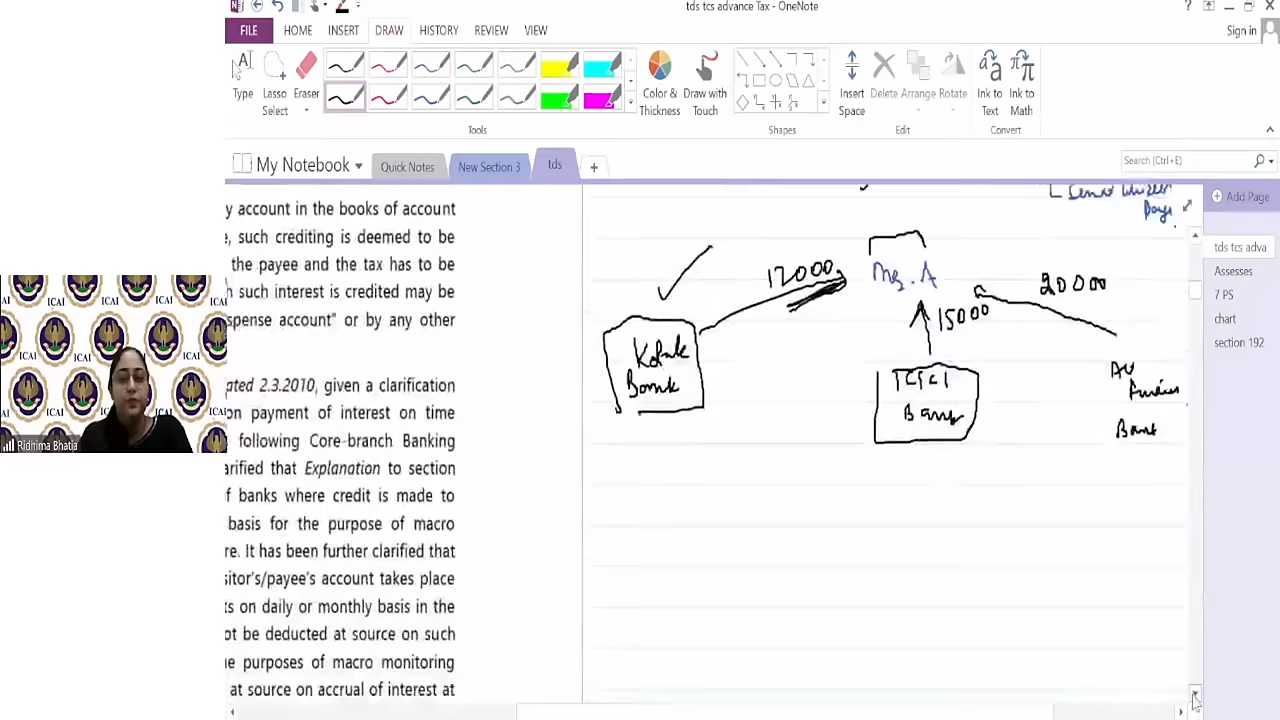 tds tcs advance Tax - OneNote
?
Sign in
FILE
HOME
INSERT
DRAW
HISTORY
REVIEW
VIEW
Type
Lasso
Select
Eraser
Color &
Thickness
Draw with
Touch
Insert
Space
Delete
Arrange
Rotate
Ink to
Text
Ink to
Math
Tools
Shapes
Edit
Convert
My Notebook
Quick Notes
New Section 3
tds
Search (Ctrl+E)
Add Page
tds tcs adva
Assesses
7 PS
chart
section 192
y account in the books of account
e, such crediting is deemed to be
the payee and the tax has to be
h such interest is credited may be
spense account" or by any other
ated 2.3.2010, given a clarification
on payment of interest on time
following Core-branch Banking
arified that Explanation to section
f banks where credit is made to
basis for the purpose of macro
re. It has been further clarified that
sitor's/payee's account takes place
ts on daily or monthly basis in the
ot be deducted at source on such
e purposes of macro monitoring
at source on accrual of interest at
12000
A
20000
15000
Kotak
Bank
ICICI
Bank
AU
Bank
ICAI
ICAI
ICAI
ICAI
ICAI
ICAI
Ridhima Bhatia